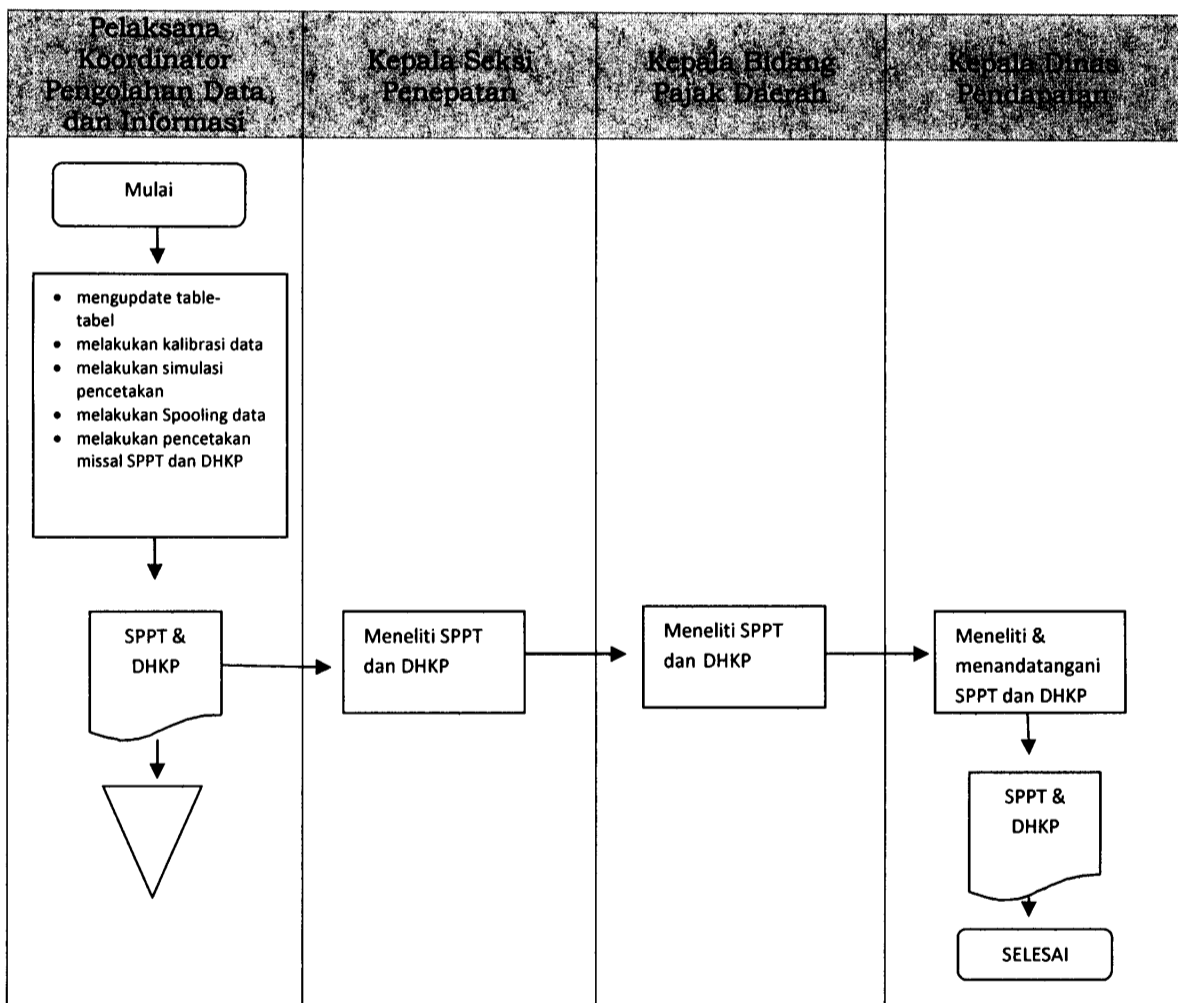 Pelaksana
Koordinator
Pengolahan Data,
dan Informasi
Kepala Seksi
Penepatan
Kepala Bidang
Pajak Daerah
Kepala Dinas
Pendapatan
Mulai
• mengupdate table-
tabel
• melakukan kalibrasi data
• melakukan simulasi
pencetakan
• melakukan Spooling data
• melakukan pencetakan
missal SPPT dan DHKP
SPPT &
DHKP
Meneliti SPPT
dan DHKP
Meneliti SPPT
dan DHKP
Meneliti &
menandatangani
SPPT dan DHKP
SPPT &
DHKP
SELESAI